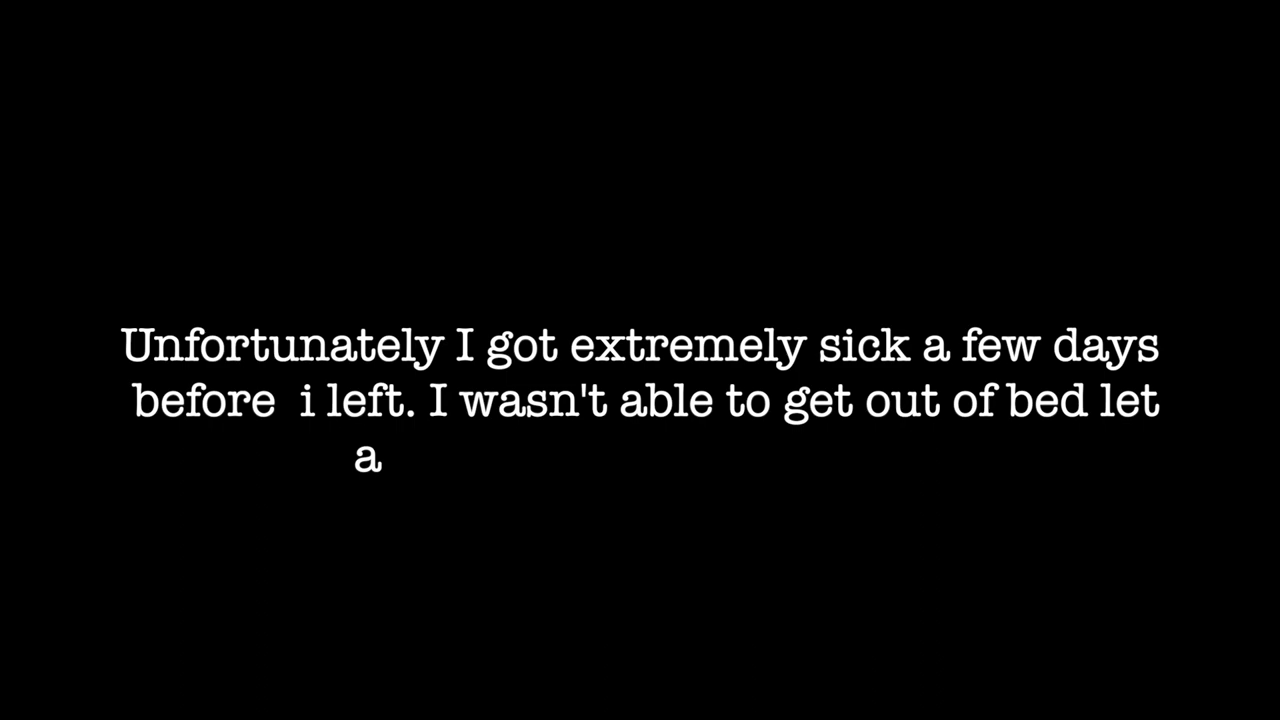 Unfortunately I got extremely sick a few days
before  i left. I wasn't able to get out of bed let
a